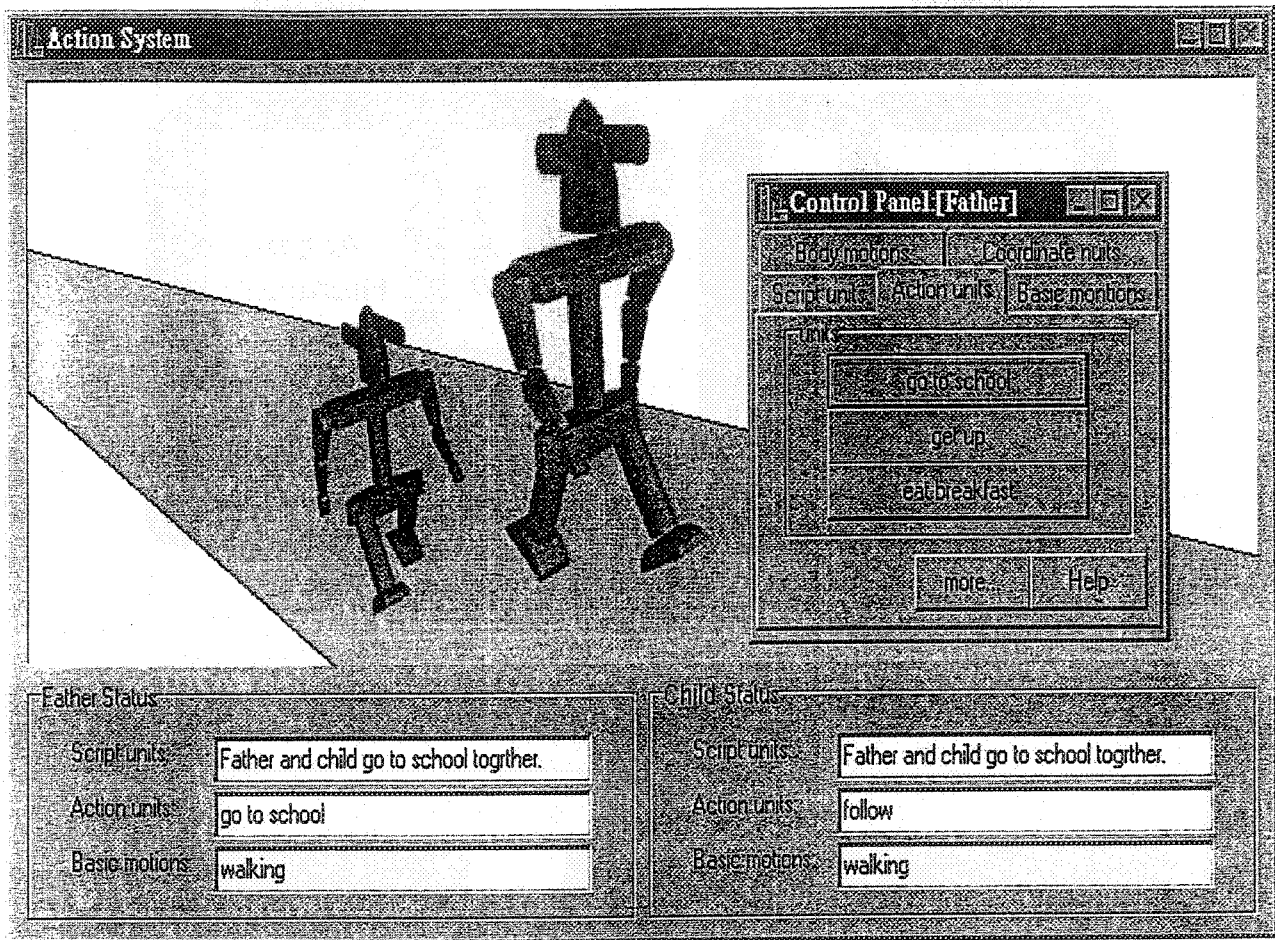 Action System
Control Panel [Father]
Body motions Coordinate nuits
Script units Action units Basic montions
units
go to school
get up
eat breakfast
more... Help
Father Status
Script units:
Father and child go to school togrther.
Action units:
go to school
Basic motions:
walking
Child Status
Script units:
Father and child go to school togrther.
Action units:
follow
Basic motions:
walking